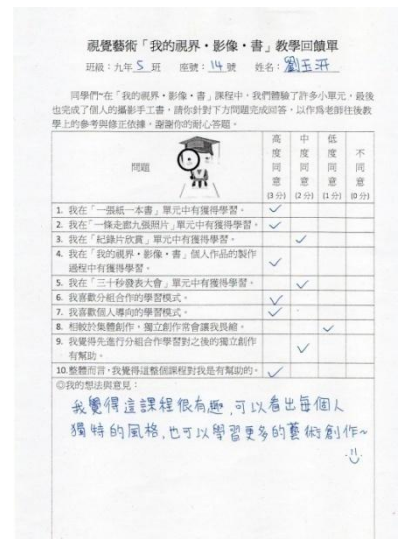 視覺藝術「我的視界・影像・書」教學回饋單
班級：九年 5 班 座號：14 號 姓名：劉玉汧
同學們~在「我的視界・影像・書」課程中，我們體驗了許多小單元，最後
也完成了個人的攝影手工書，請你針對下方問題完成回答，以作為老師往後教
學上的參考與修正依據，謝謝你的耐心答題。
問題 高度同意(3分) 中度同意(2分) 低度同意(1分) 不同意(0分)
1. 我在「一張紙一本書」單元中有獲得學習。 ✓
2. 我在「一條走廊九張照片」單元中有獲得學習。 ✓
3. 我在「紀錄片欣賞」單元中有獲得學習。 ✓
4. 我在「我的視界・影像・書」個人作品的製作
過程中有獲得學習。 ✓
5. 我在「三十秒發表大會」單元中有獲得學習。 ✓
6. 我喜歡分組合作的學習模式。 ✓
7. 我喜歡個人導向的學習模式。 ✓
8. 相較於集體創作，獨立創作常會讓我畏縮。 ✓
9. 我覺得先進行分組合作學習對之後的獨立創作
有幫助。 ✓
10.整體而言，我覺得這整個課程對我是有幫助的。 ✓
◎我的想法與意見：
我覺得這課程很有趣，可以看出每個人
獨特的風格，也可以學習更多的藝術創作~